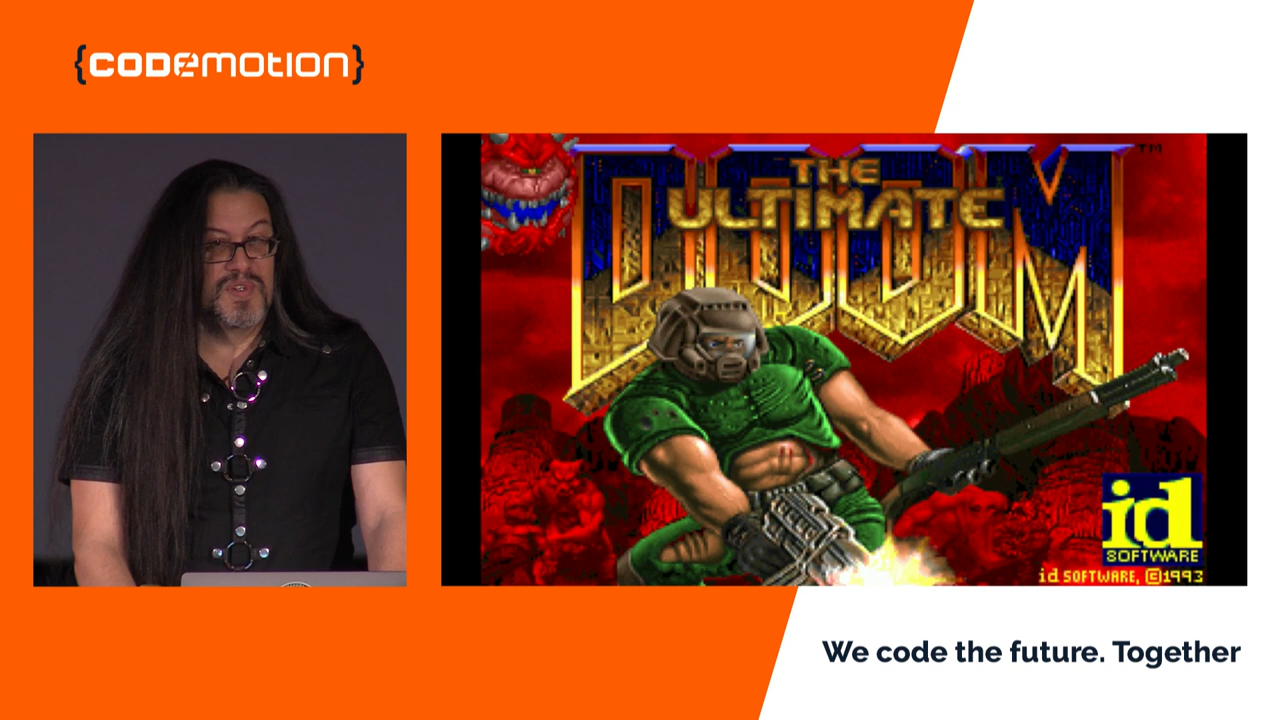 {CODEMOTION}
THE
ULTIMATE
DOOM
TM
id
SOFTWARE
id SOFTWARE, ©1993
We code the future. Together